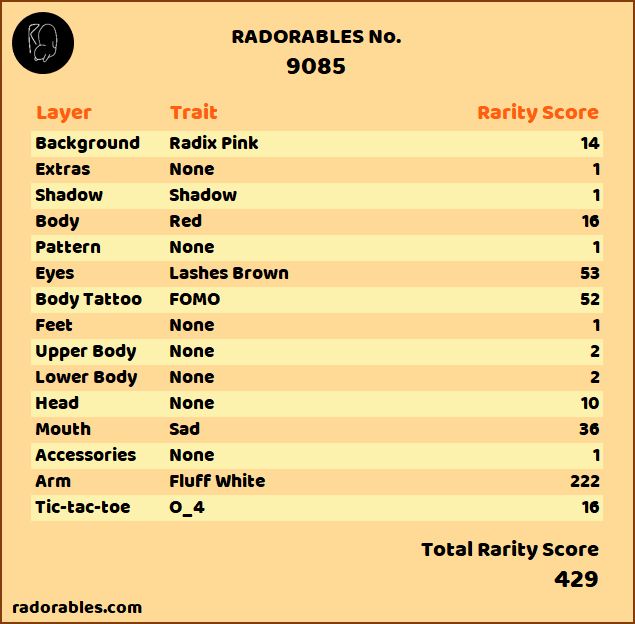 RADORABLES No.
9085
Layer Trait Rarity Score
Background Radix Pink 14
Extras None 1
Shadow Shadow 1
Body Red 16
Pattern None 1
Eyes Lashes Brown 53
Body Tattoo FOMO 52
Feet None 1
Upper Body None 2
Lower Body None 2
Head None 10
Mouth Sad 36
Accessories None 1
Arm Fluff White 222
Tic-tac-toe O_4 16
Total Rarity Score
429
radorables.com